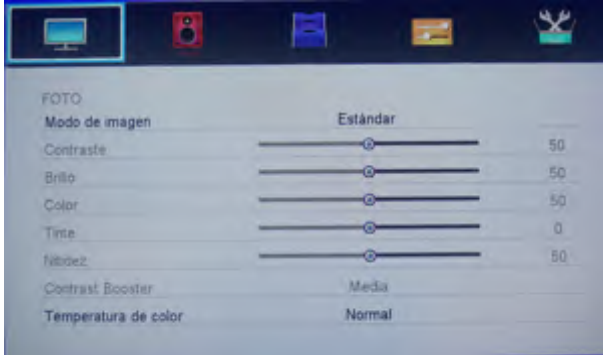 FOTO
Modo de imagen Estándar
Contraste 50
Brillo 50
Color 50
Tinte 0
Nitidez 50
Contrast Booster Media
Temperatura de color Normal